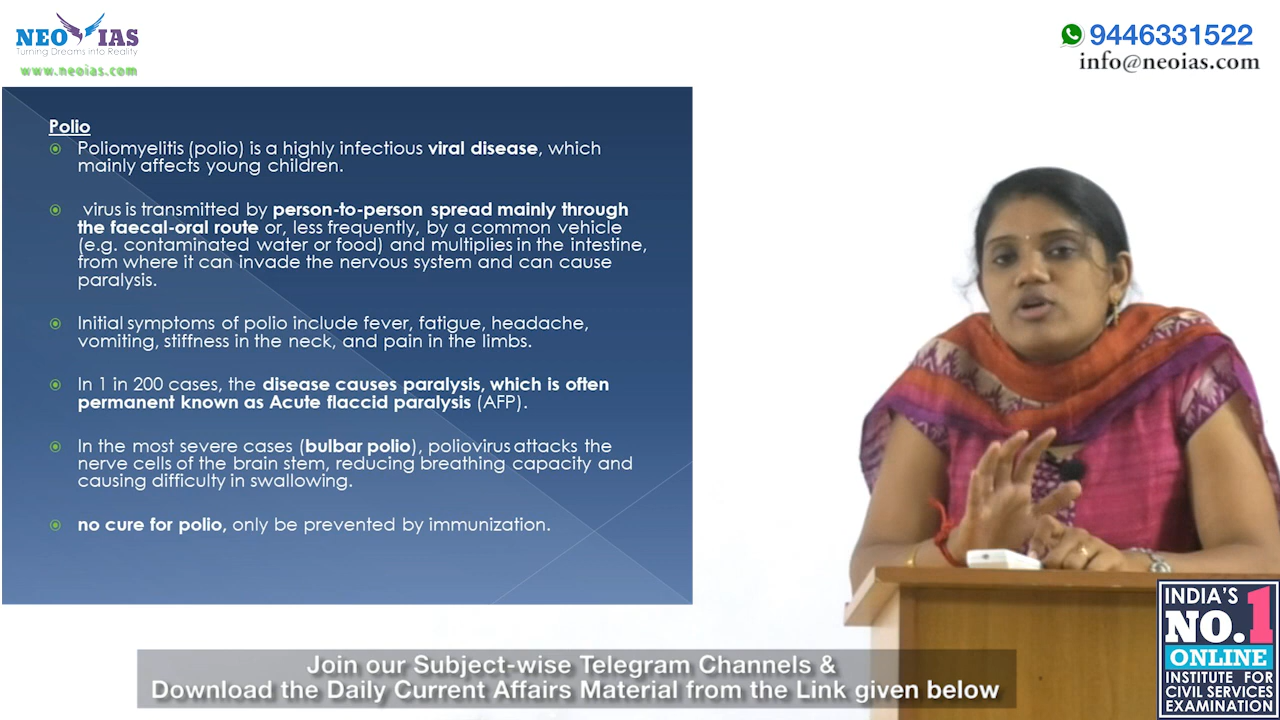 NEO IAS
Turning Dreams into Reality
www.neoias.com
9446331522
info@neoias.com
Polio
Poliomyelitis (polio) is a highly infectious viral disease, which
mainly affects young children.
virus is transmitted by person-to-person spread mainly through
the faecal-oral route or, less frequently, by a common vehicle
(e.g. contaminated water or food) and multiplies in the intestine,
from where it can invade the nervous system and can cause
paralysis.
Initial symptoms of polio include fever, fatigue, headache,
vomiting, stiffness in the neck, and pain in the limbs.
In 1 in 200 cases, the disease causes paralysis, which is often
permanent known as Acute flaccid paralysis (AFP).
In the most severe cases (bulbar polio), poliovirus attacks the
nerve cells of the brain stem, reducing breathing capacity and
causing difficulty in swallowing.
no cure for polio, only be prevented by immunization.
INDIA'S
NO.1
ONLINE
INSTITUTE FOR
CIVIL SERVICES
EXAMINATION
Join our Subject-wise Telegram Channels &
Download the Daily Current Affairs Material from the Link given below